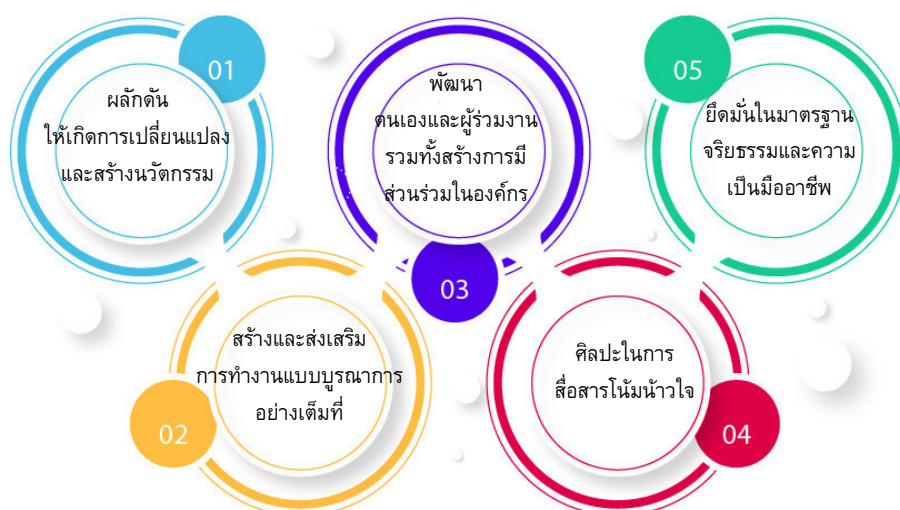 01
ผลักดัน
ให้เกิดการเปลี่ยนแปลง
และสร้างนวัตกรรม
02
สร้างและส่งเสริม
การทำงานแบบบูรณาการ
อย่างเต็มที่
03
พัฒนา
ตนเองและผู้ร่วมงาน
รวมทั้งสร้างการมี
ส่วนร่วมในองค์กร
04
ศิลปะในการ
สื่อสารโน้มน้าวใจ
05
ยึดมั่นในมาตรฐาน
จริยธรรมและความ
เป็นมืออาชีพ